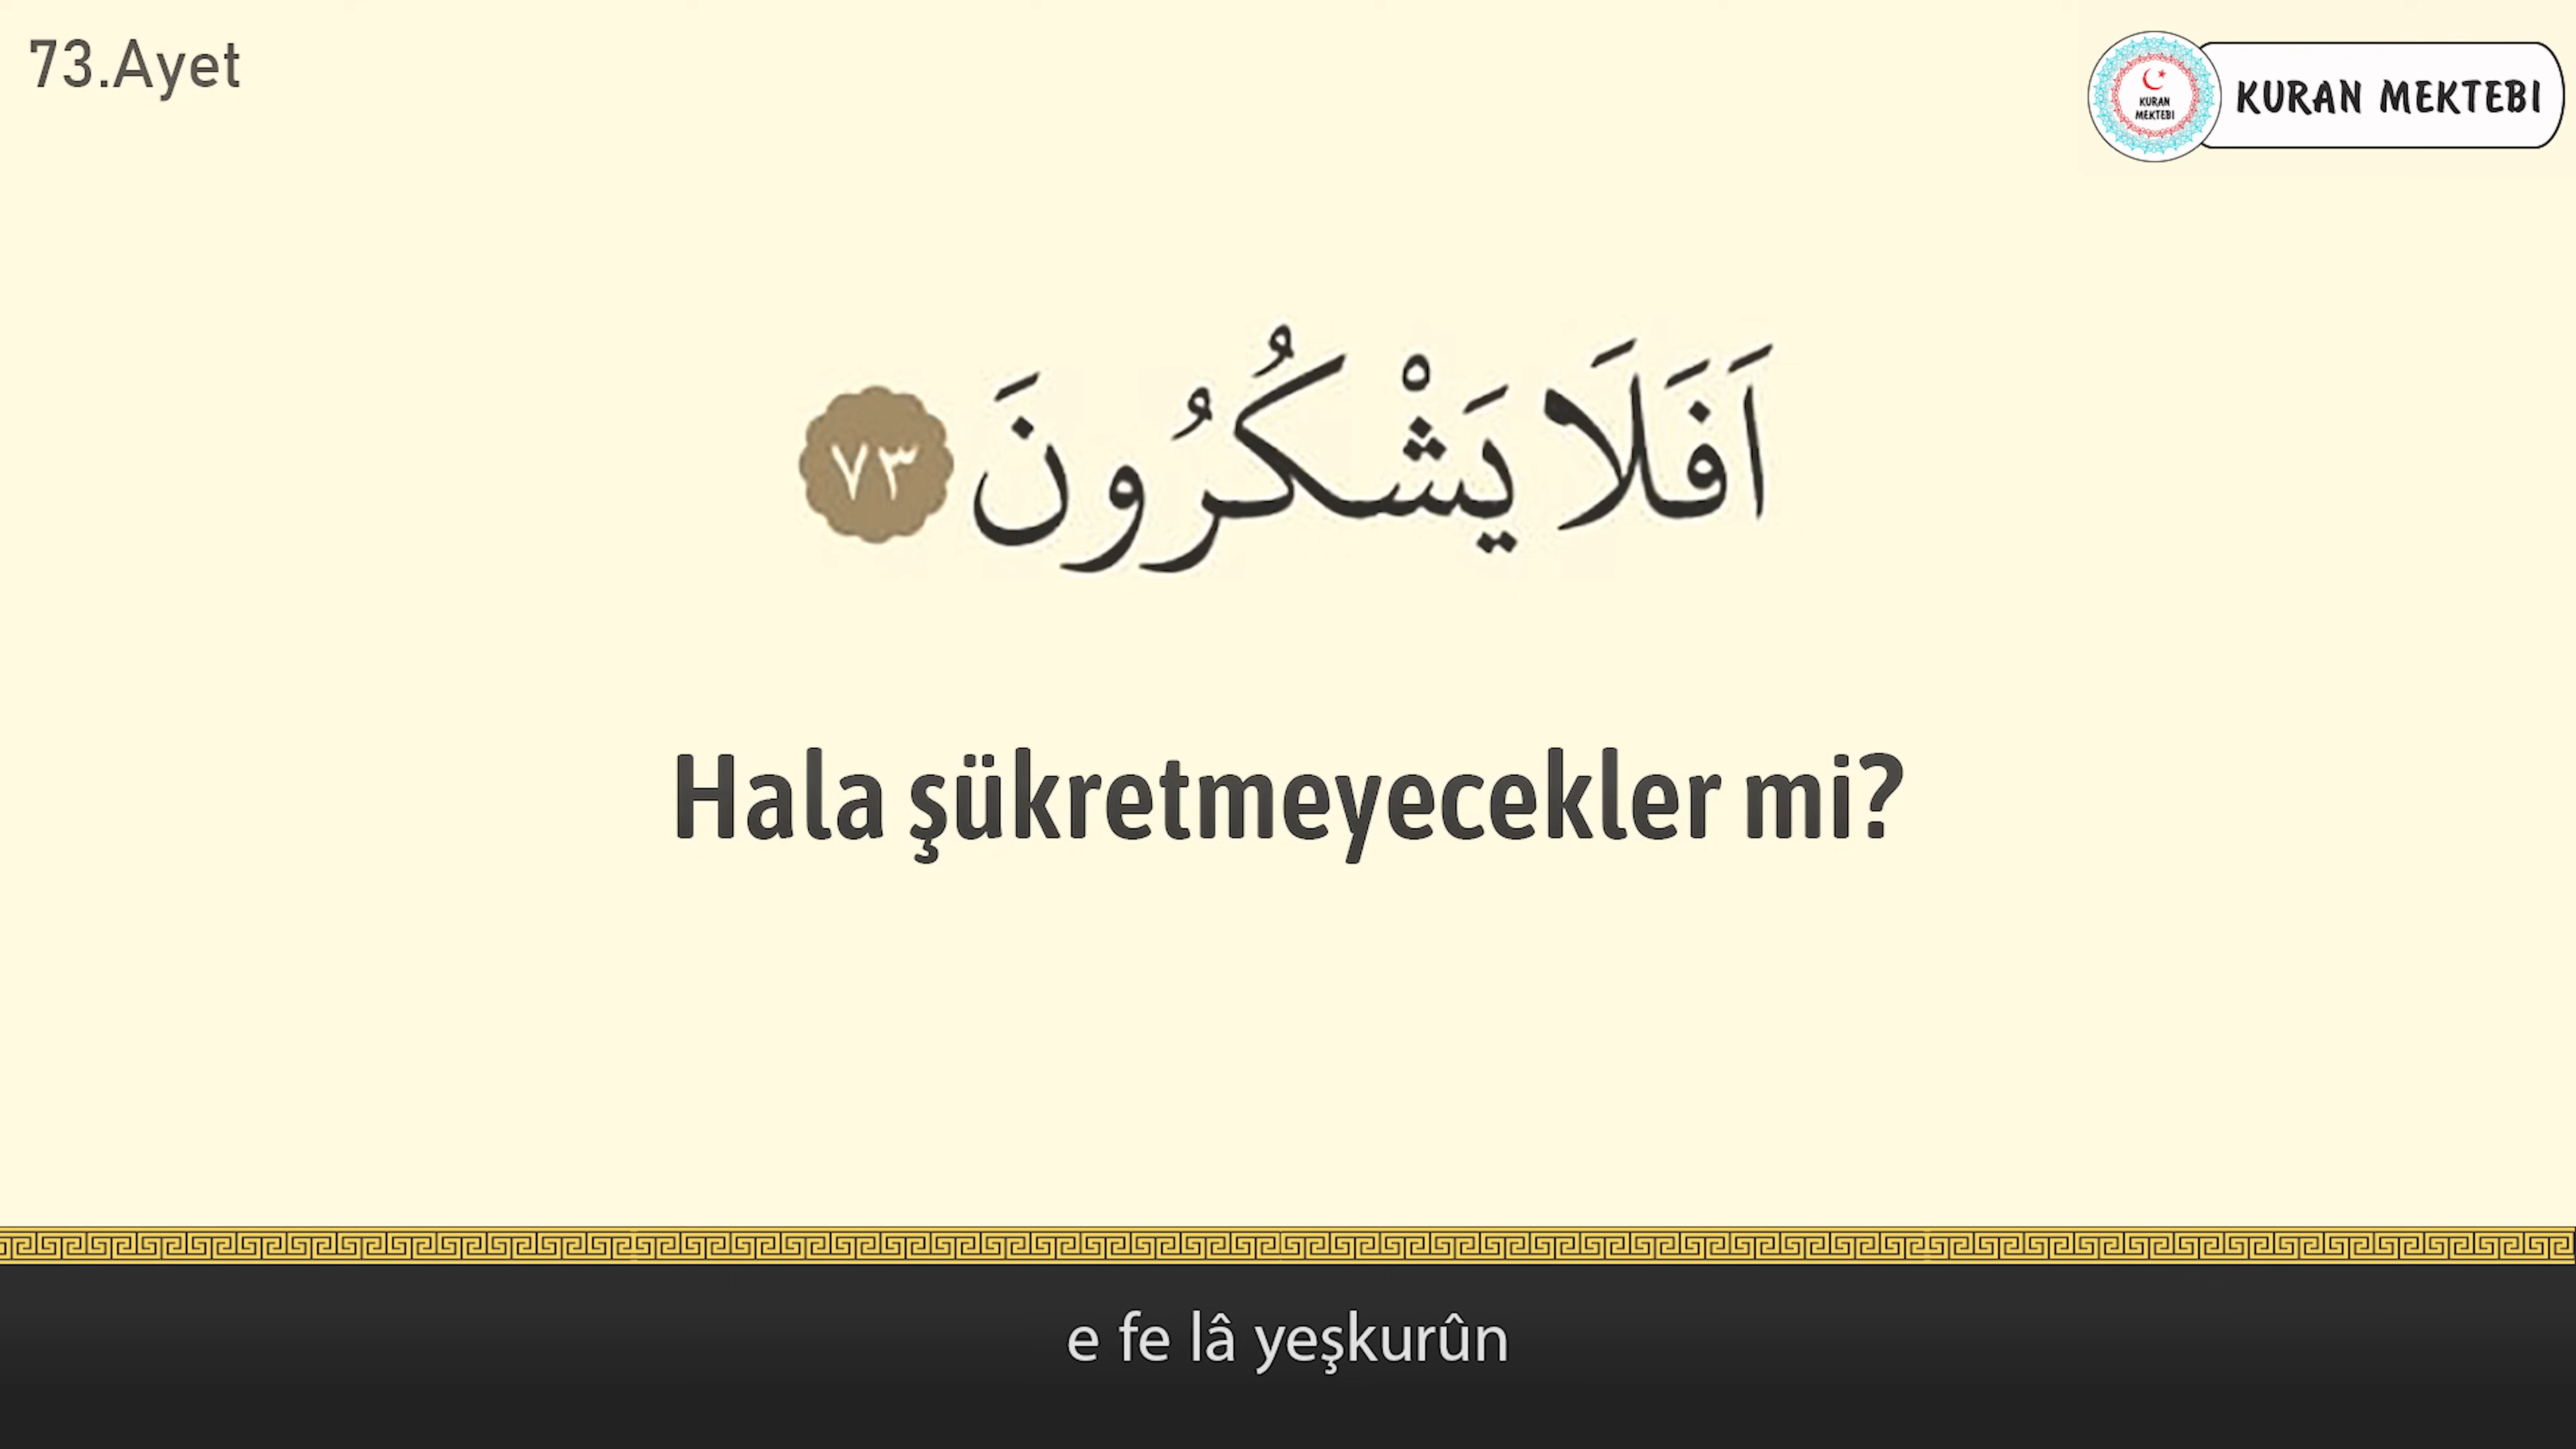 73.Ayet
KURAN
MEKTEBI
KURAN MEKTEBI
اَفَلَا يَشْكُرُونَ ٧٣
Hala şükretmeyecekler mi?
e fe lâ yeşkurûn